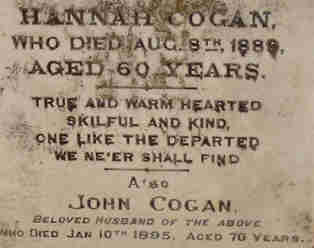 HANNAH COGAN,
WHO DIED AUG. 8TH, 1889,
AGED 60 YEARS.
TRUE AND WARM HEARTED
SKILFUL AND KIND,
ONE LIKE THE DEPARTED
WE NE'ER SHALL FIND
ALSO
JOHN COGAN,
BELOVED HUSBAND OF THE ABOVE
WHO DIED JAN 10TH 1895, AGED 70 YEARS.